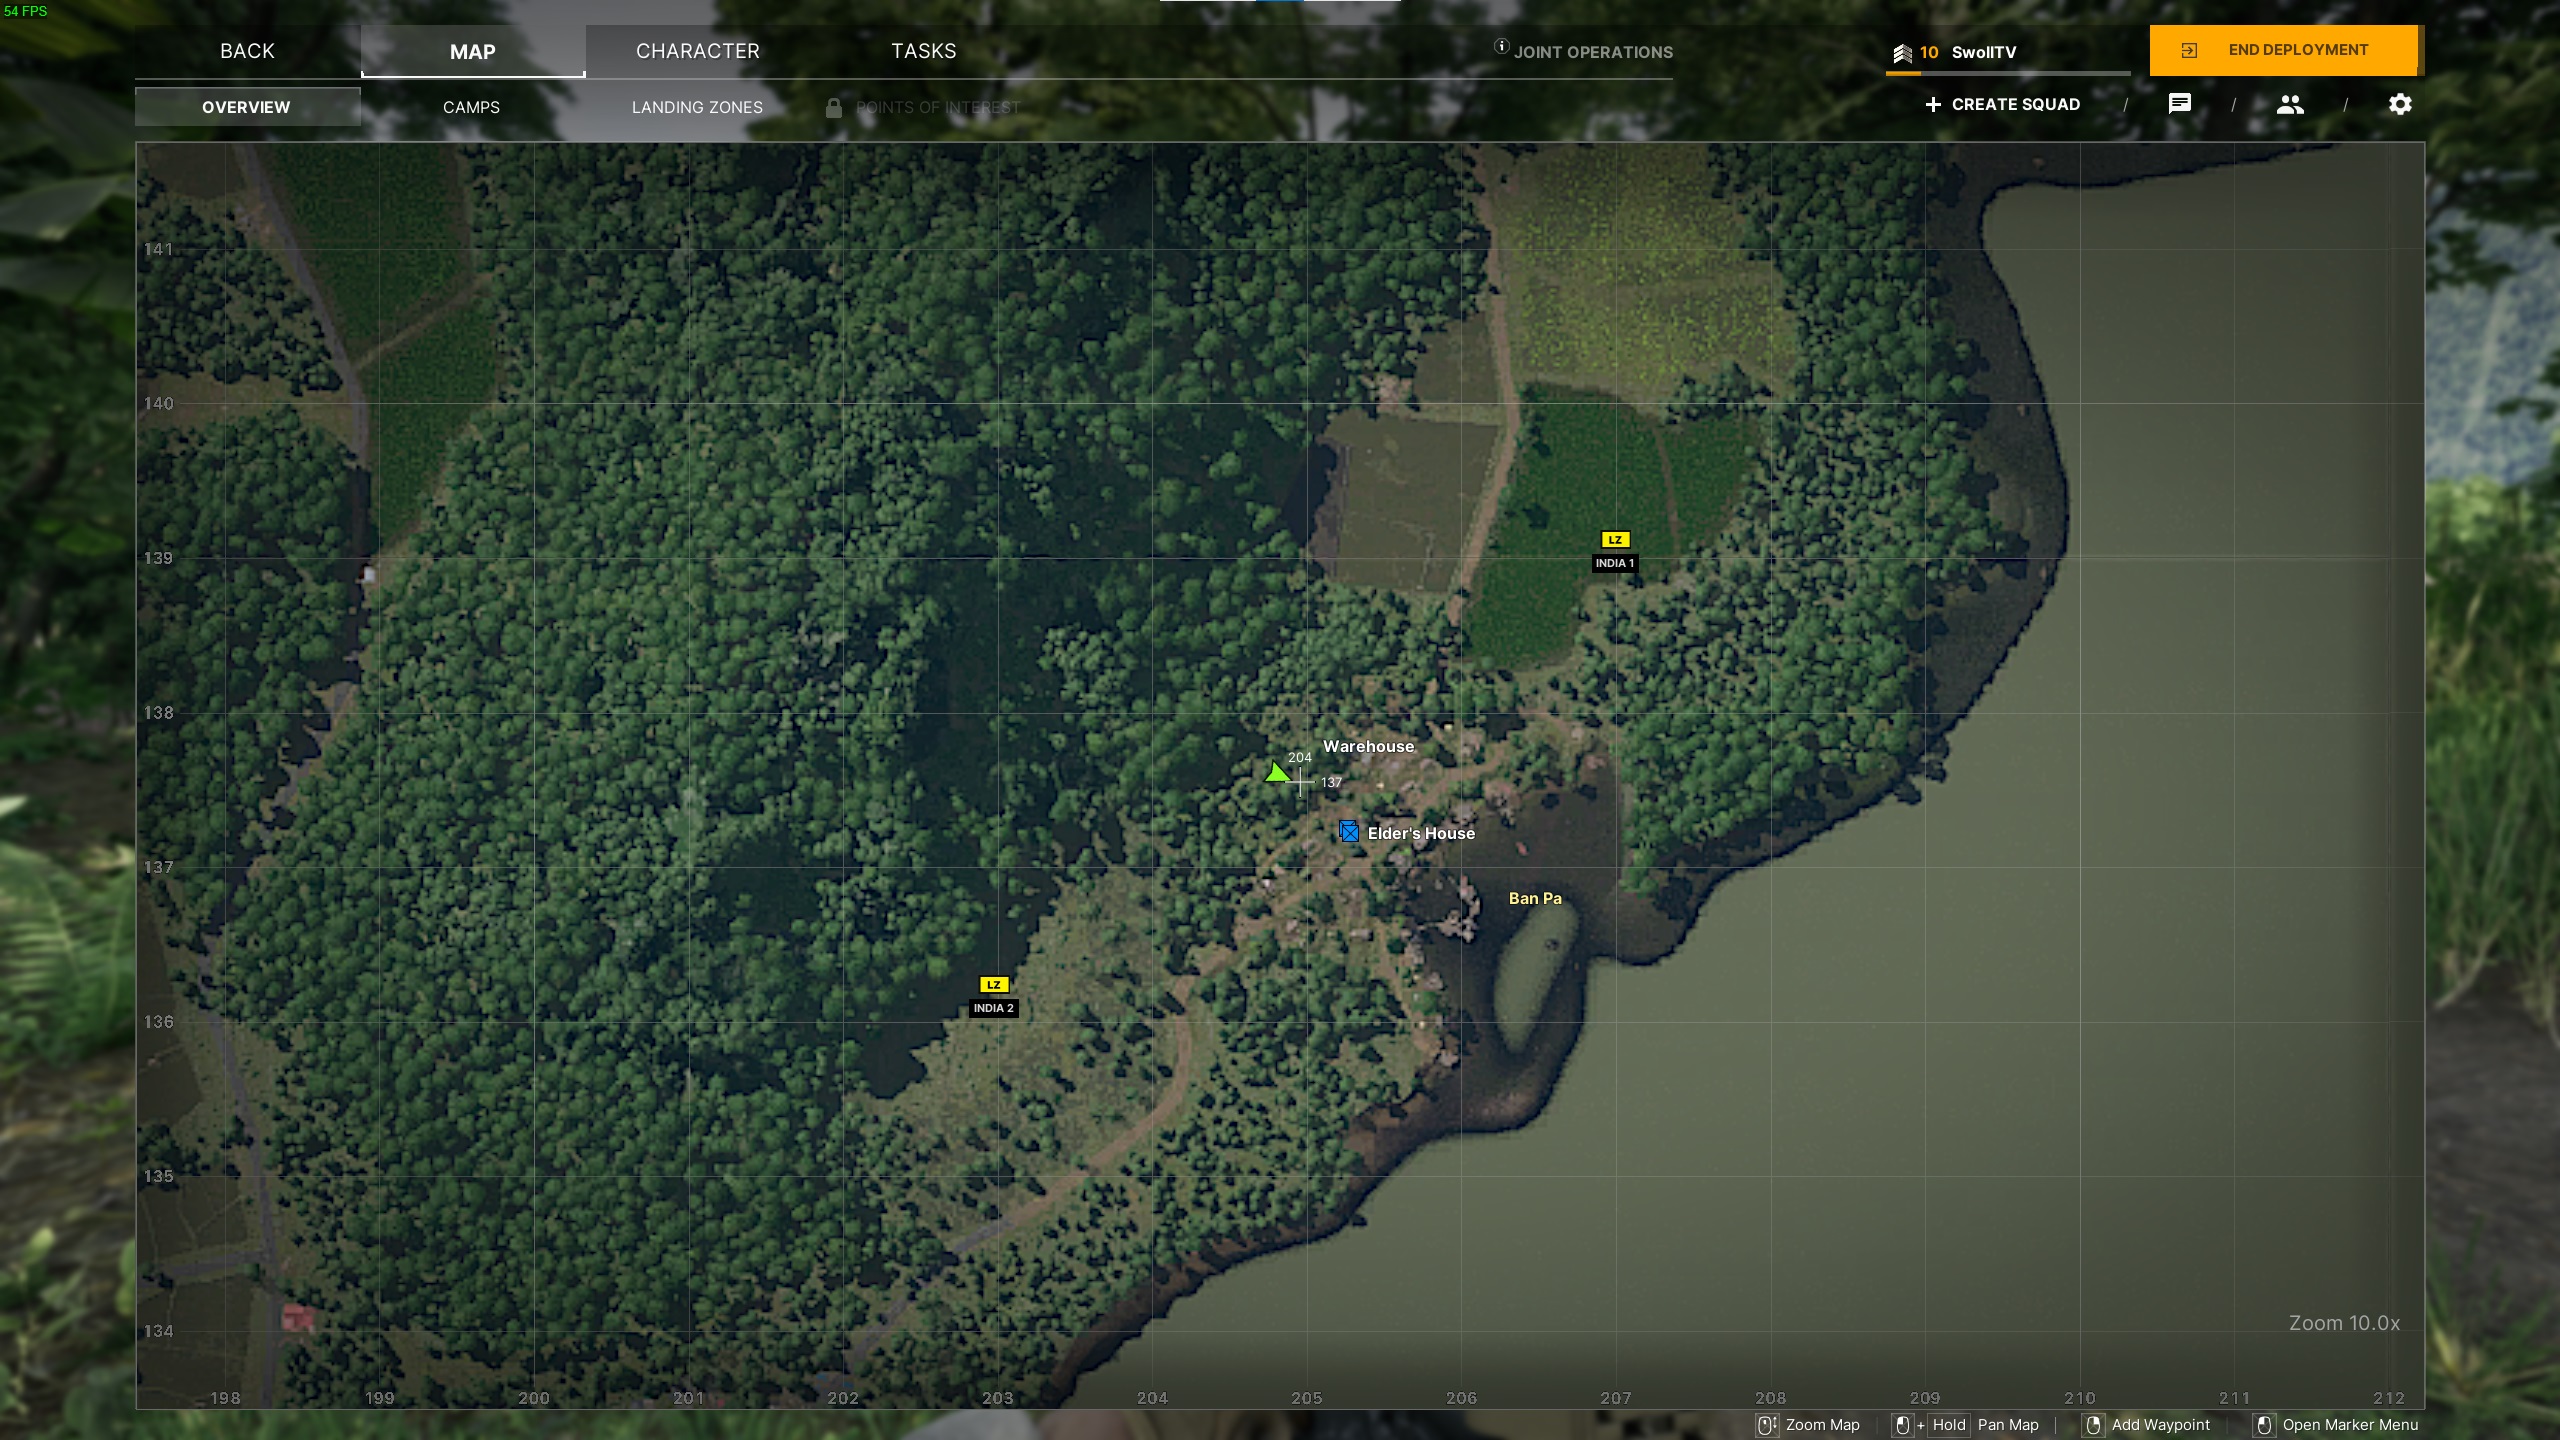 54 FPS
BACK
MAP
CHARACTER
TASKS
JOINT OPERATIONS
10 SwollTV
END DEPLOYMENT
OVERVIEW
CAMPS
LANDING ZONES
POINTS OF INTEREST
+ CREATE SQUAD / / /
141
140
139
LZ
INDIA 1
138
Warehouse
204
137
Elder's House
137
Ban Pa
LZ
INDIA 2
136
135
Zoom 10.0x
134
198 199 200 201 202 203 204 205 206 207 208 209 210 211 212
Zoom Map
+ Hold Pan Map
Add Waypoint
Open Marker Menu